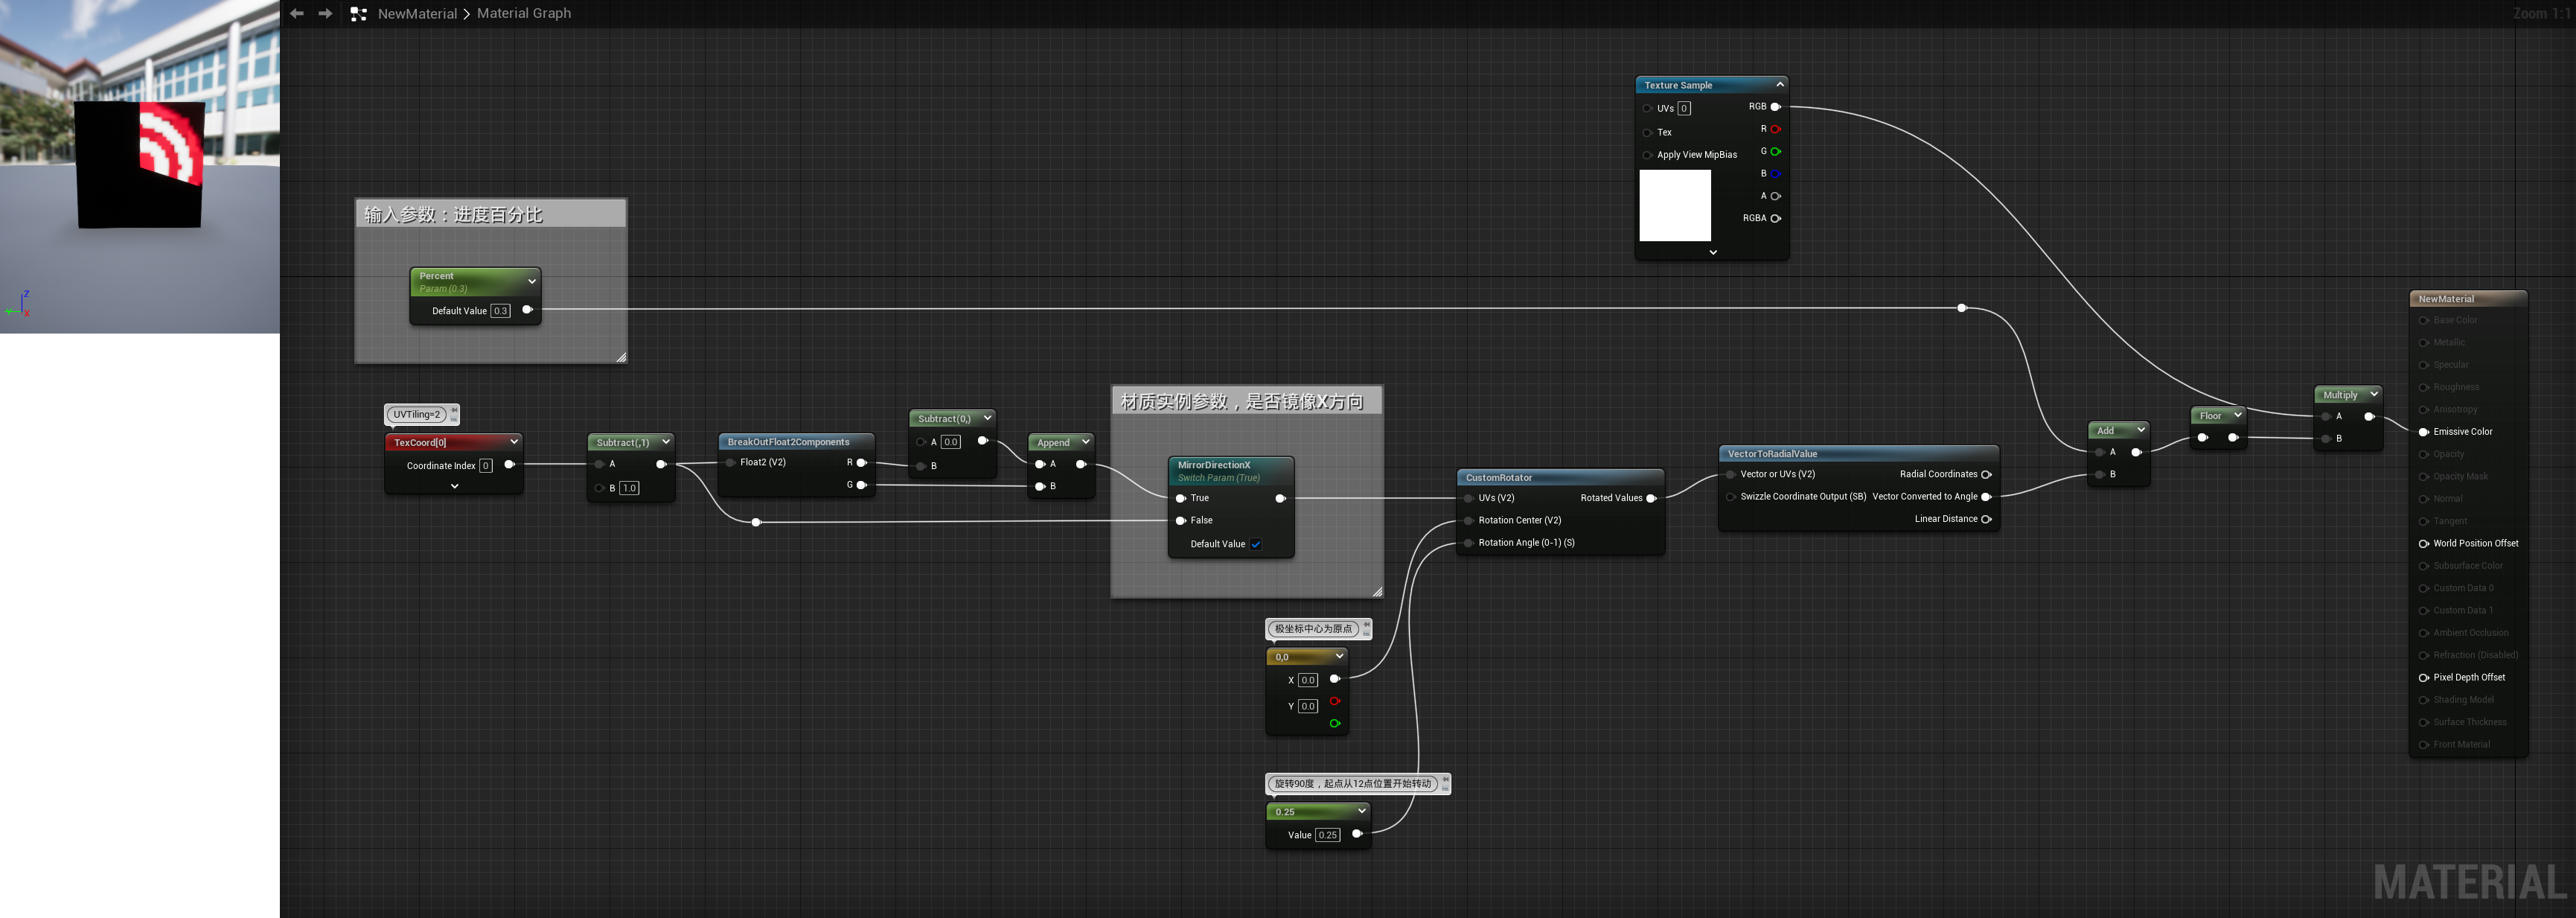 NewMaterial > Material Graph
Zoom 1:1
Z
Y
X
Texture Sample
UVs 0
RGB
R
Tex
G
Apply View MipBias
B
A
RGBA
输入参数：进度百分比
Percent
Param (0.3)
Default Value 0.3
UVTiling=2
TexCoord[0]
Coordinate Index 0
Subtract(,1)
A
B 1.0
BreakOutFloat2Components
Float2 (V2)
R
G
Subtract(0,)
A 0.0
B
Append
A
B
材质实例参数，是否镜像X方向
MirrorDirectionX
Switch Param (True)
True
False
Default Value
极坐标中心为原点
0,0
X 0.0
Y 0.0
旋转90度，起点从12点位置开始转动
0.25
Value 0.25
CustomRotator
UVs (V2)
Rotated Values
Rotation Center (V2)
Rotation Angle (0-1) (S)
VectorToRadialValue
Vector or UVs (V2)
Radial Coordinates
Swizzle Coordinate Output (SB)
Vector Converted to Angle
Linear Distance
Add
A
B
Floor
Multiply
A
B
NewMaterial
Base Color
Metallic
Specular
Roughness
Anisotropy
Emissive Color
Opacity
Opacity Mask
Normal
Tangent
World Position Offset
Subsurface Color
Custom Data 0
Custom Data 1
Ambient Occlusion
Refraction (Disabled)
Pixel Depth Offset
Shading Model
Surface Thickness
Front Material
MATERIAL